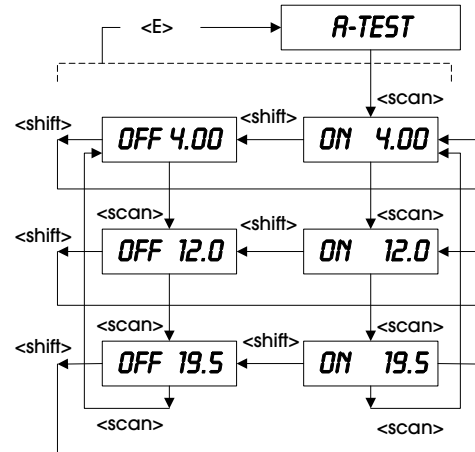 <E> A-TEST
<scan>
<shift> OFF 4.00 <shift> ON 4.00
<scan> <scan>
<shift> OFF 12.0 <shift> ON 12.0
<scan> <scan>
<shift> OFF 19.5 <shift> ON 19.5
<scan> <scan>